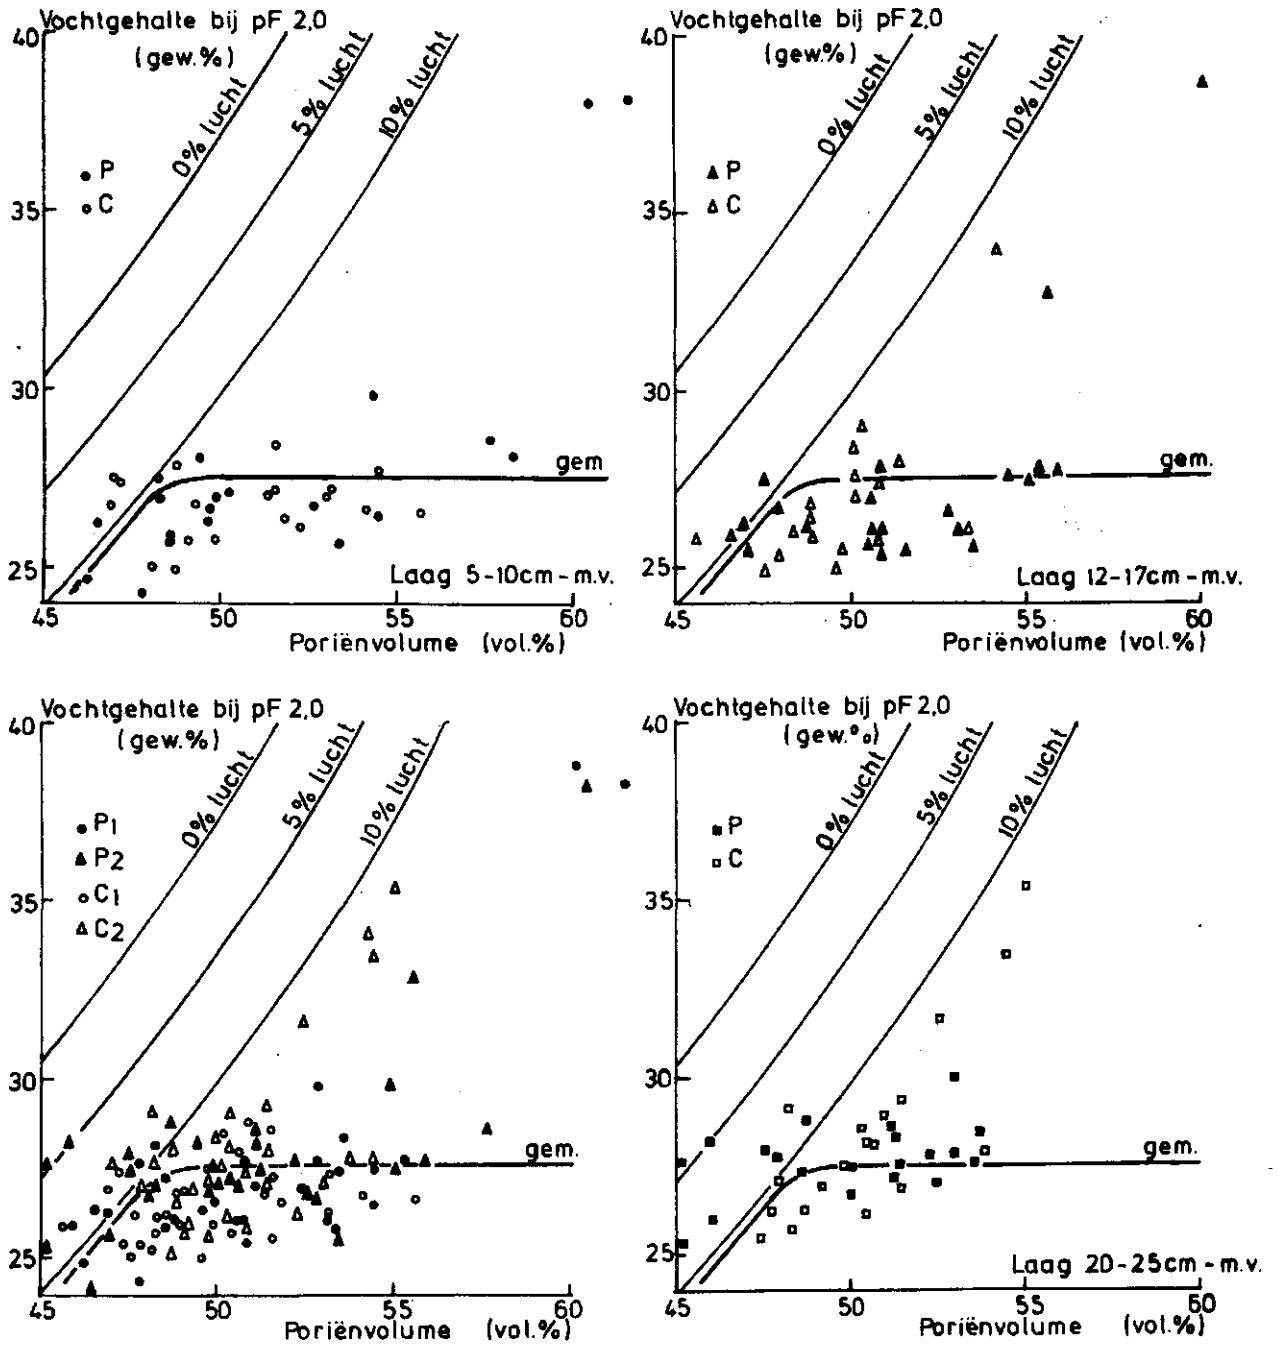 Vochtgehalte bij pF 2,0
(gew.%)
40
35
30
25
0% lucht
5% lucht
10% lucht
P
C
gem
Laag 5-10cm-m.v.
45
50
55
60
Poriënvolume (vol.%)
Vochtgehalte bij pF 2,0
(gew.%)
40
35
30
25
0% lucht
5% lucht
10% lucht
P
C
gem.
Laag 12-17cm-m.v.
45
50
55
60
Poriënvolume (vol.%)
Vochtgehalte bij pF 2,0
(gew.%)
40
35
30
25
0% lucht
5% lucht
10% lucht
P1
P2
C1
C2
gem.
45
50
55
60
Poriënvolume (vol.%)
Vochtgehalte bij pF 2,0
(gew.%)
40
35
30
25
0% lucht
5% lucht
10% lucht
P
C
gem.
Laag 20-25cm-m.v.
45
50
55
60
Poriënvolume (vol.%)